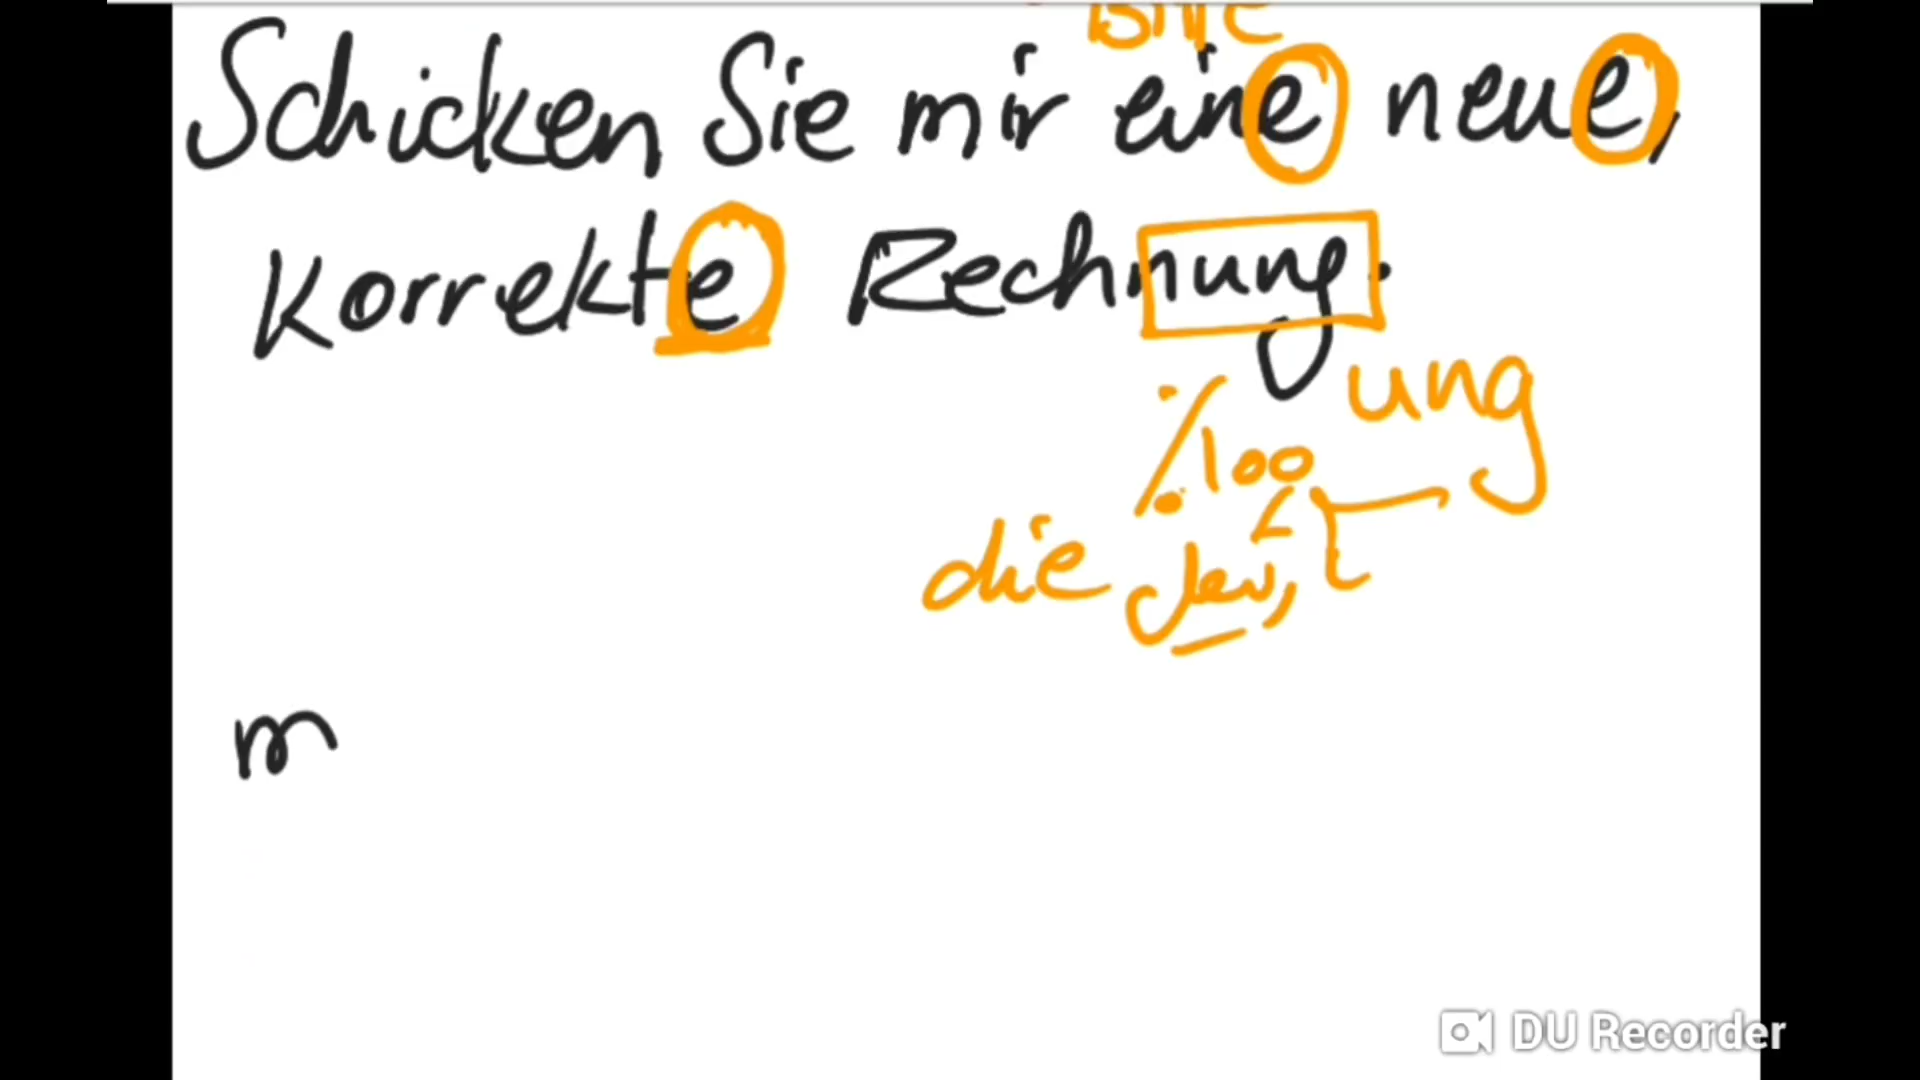 Schicken Sie mir eine neue,
korrekte Rechnung.
ung
% 100
die
m
DU Recorder